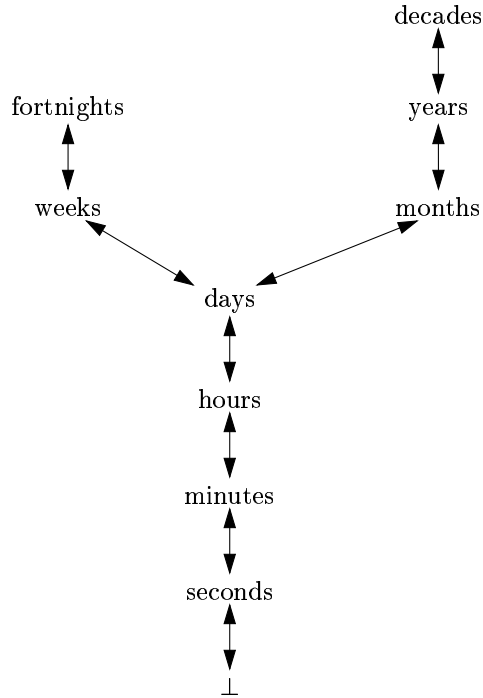 decades
fortnights
years
weeks
months
days
hours
minutes
seconds
⊥